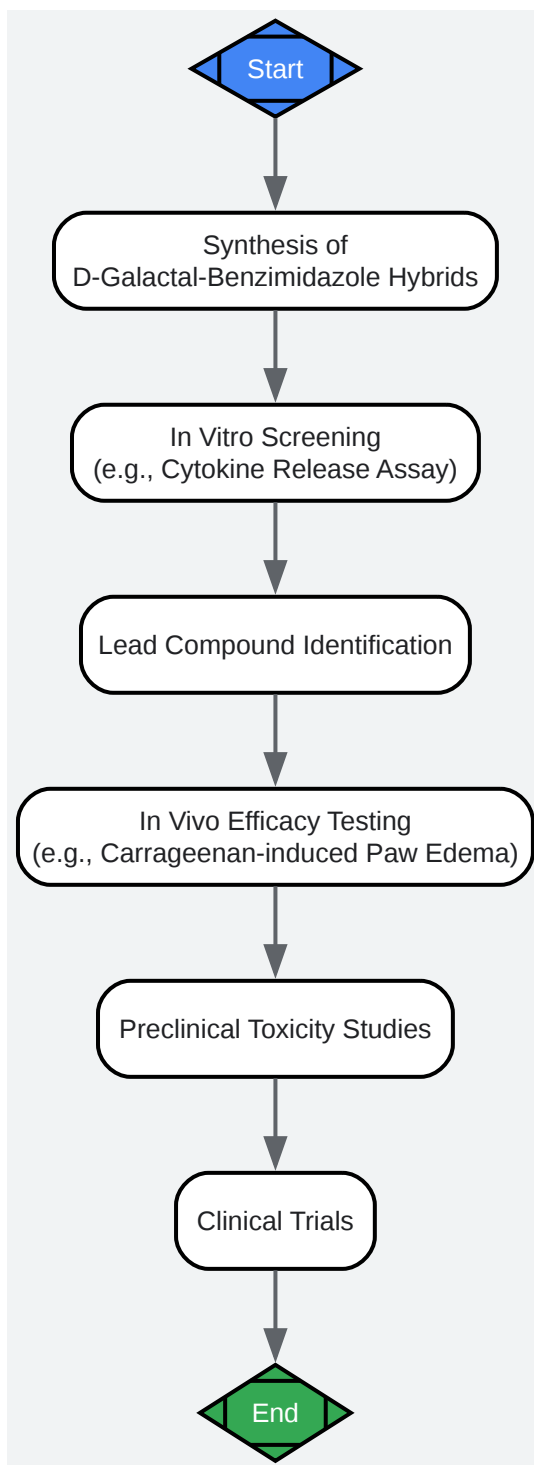 Start
Synthesis of
D-Galactal-Benzimidazole Hybrids
In Vitro Screening
(e.g., Cytokine Release Assay)
Lead Compound Identification
In Vivo Efficacy Testing
(e.g., Carrageenan-induced Paw Edema)
Preclinical Toxicity Studies
Clinical Trials
End